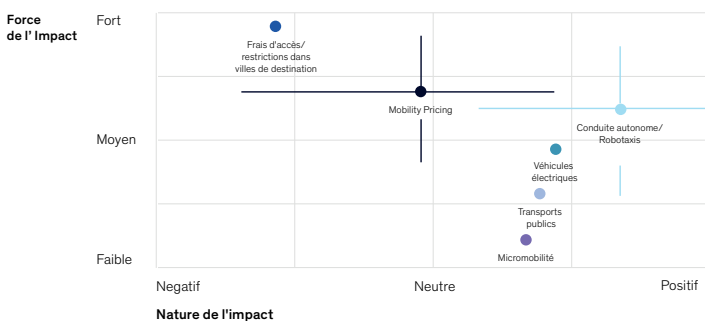 Force
de l' Impact
Fort
Frais d'accès/
restrictions dans
villes de destination
Mobility Pricing
Conduite autonome/
Robotaxis
Moyen
Véhicules
électriques
Transports
publics
Micromobilité
Faible
Negatif
Neutre
Positif
Nature de l'impact